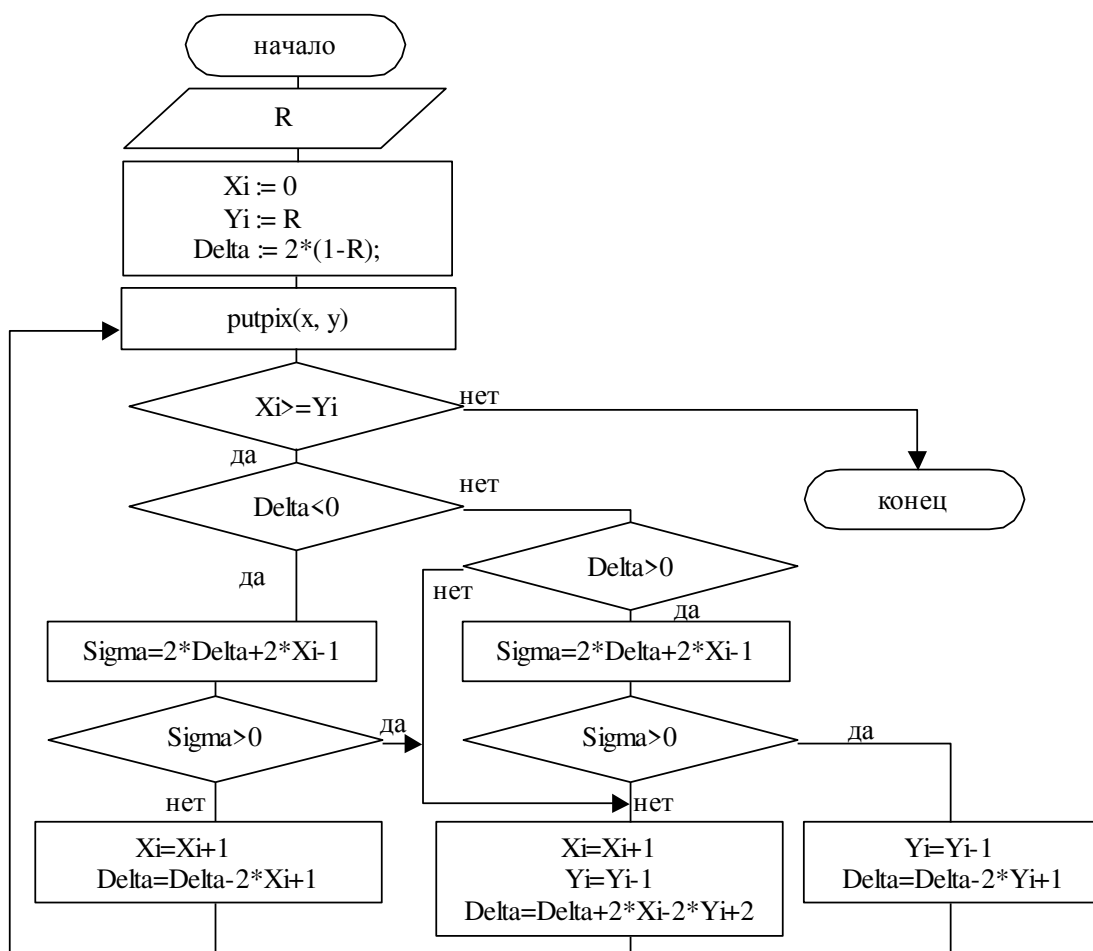 начало
R
Xi := 0
Yi := R
Delta := 2*(1-R);
putpix(x, y)
Xi>=Yi
нет
да
конец
Delta<0
нет
да
Delta>0
нет
да
Sigma=2*Delta+2*Xi-1
Sigma=2*Delta+2*Xi-1
Sigma>0
да
нет
Sigma>0
да
нет
Xi=Xi+1
Delta=Delta-2*Xi+1
Xi=Xi+1
Yi=Yi-1
Delta=Delta+2*Xi-2*Yi+2
Yi=Yi-1
Delta=Delta-2*Yi+1